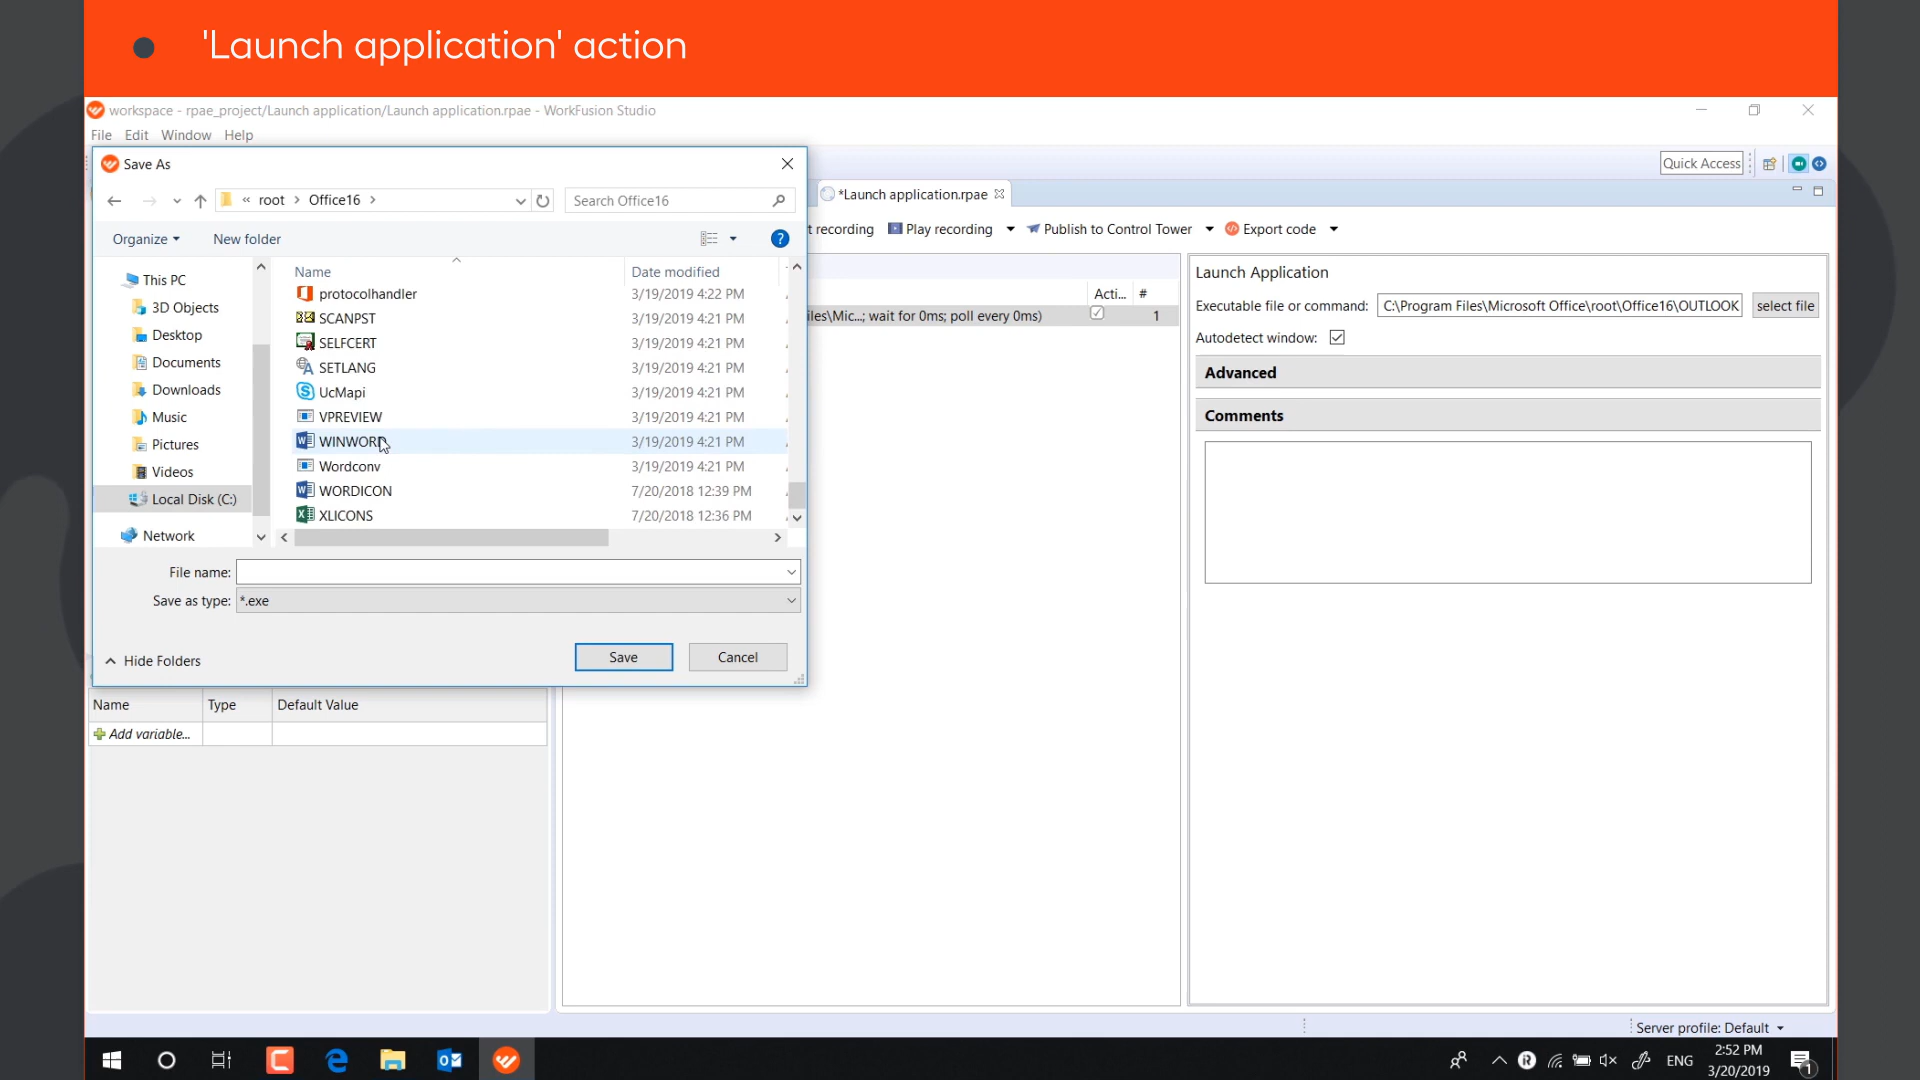 'Launch application' action
workspace - rpae_project/Launch application/Launch application.rpae - WorkFusion Studio
File Edit Window Help
Save As
Quick Access
root > Office16 >
Search Office16
*Launch application.rpae
Organize
New folder
recording
Play recording
Publish to Control Tower
Export code
This PC
3D Objects
Desktop
Documents
Downloads
Music
Pictures
Videos
Local Disk (C:)
Network
Name Date modified
protocolhandler 3/19/2019 4:22 PM
SCANPST 3/19/2019 4:21 PM
SELFCERT 3/19/2019 4:21 PM
SETLANG 3/19/2019 4:21 PM
UcMapi 3/19/2019 4:21 PM
VPREVIEW 3/19/2019 4:21 PM
WINWORD 3/19/2019 4:21 PM
Wordconv 3/19/2019 4:21 PM
WORDICON 7/20/2018 12:39 PM
XLICONS 7/20/2018 12:36 PM
File name:
Save as type: *.exe
Hide Folders
Save
Cancel
Acti... #
iles\Mic...; wait for 0ms; poll every 0ms) 1
Launch Application
Executable file or command: C:\Program Files\Microsoft Office\root\Office16\OUTLOOK select file
Autodetect window:
Advanced
Comments
Name Type Default Value
Add variable...
Server profile: Default
ENG
2:52 PM
3/20/2019
1